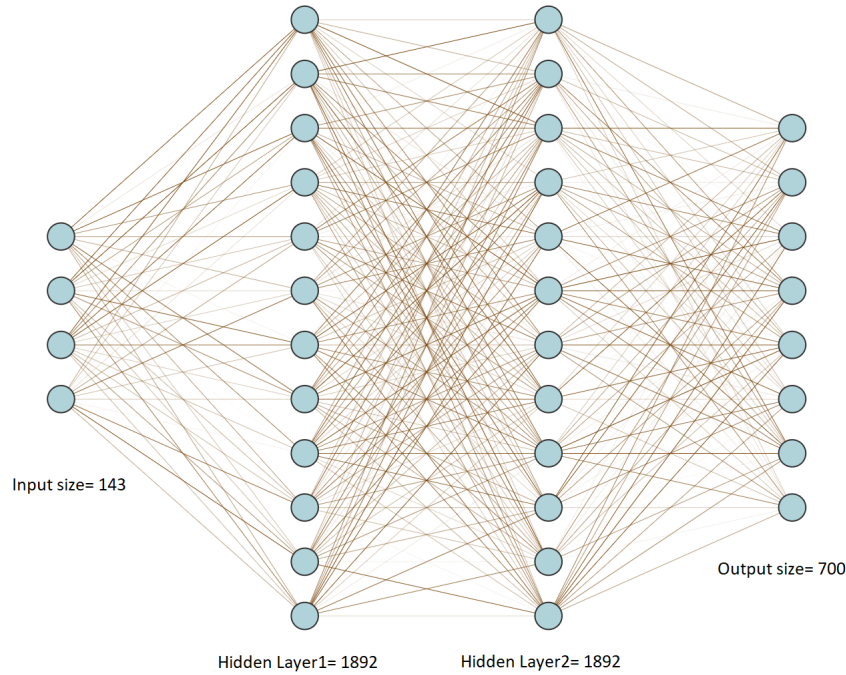 Input size= 143
Output size= 700
Hidden Layer1= 1892
Hidden Layer2= 1892